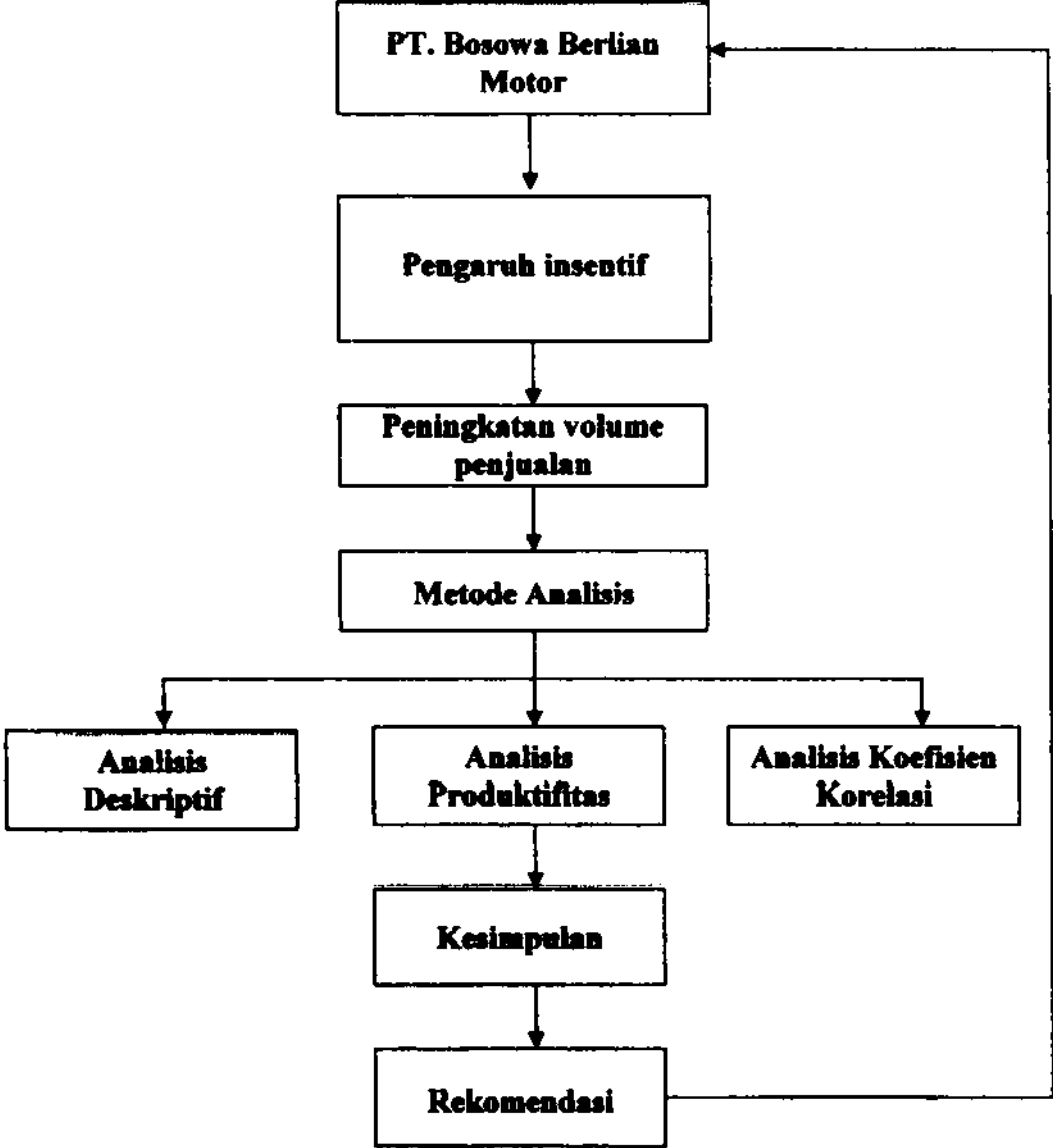 PT. Bosowa Berlian
Motor
Pengaruh insentif
Peningkatan volume
penjualan
Metode Analisis
Analisis
Deskriptif
Analisis
Produktifitas
Analisis Koefisien
Korelasi
Kesimpulan
Rekomendasi